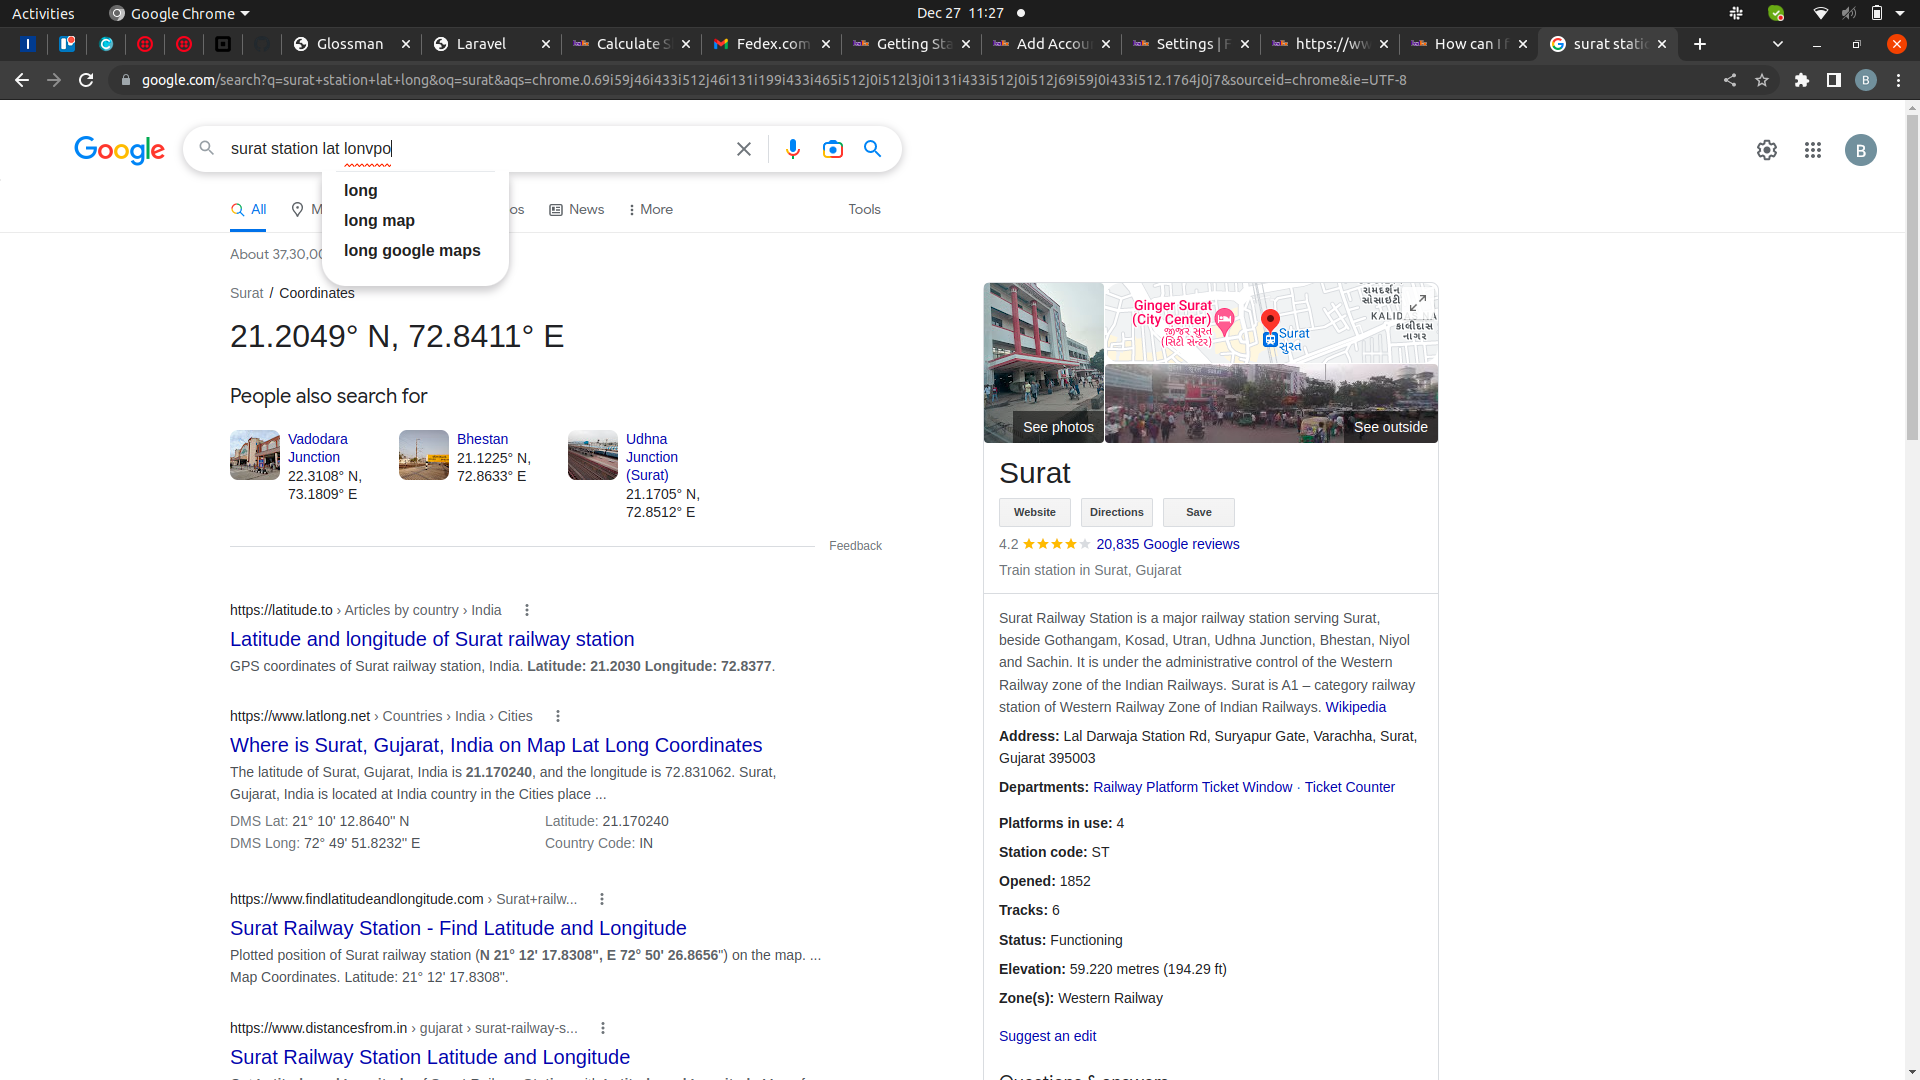 Activities
Google Chrome
Dec 27 11:27
Glossman
Laravel
Calculate S
Fedex.com
Getting Sta
Add Accou
Settings | F
https://ww
How can I f
surat static
google.com/search?q=surat+station+lat+long&oq=surat&aqs=chrome.0.69i59j46i433i512j46i131i199i433i465i512j0i512l3j0i131i433i512j0i512j69i59j0i433i512.1764j0j7&sourceid=chrome&ie=UTF-8
B
Google
surat station lat lonvpo
B
long
long map
long google maps
All
M
os
News
More
Tools
About 37,30,00
Surat / Coordinates
21.2049° N, 72.8411° E
People also search for
Vadodara
Junction
22.3108° N,
73.1809° E
Bhestan
21.1225° N,
72.8633° E
Udhna
Junction
(Surat)
21.1705° N,
72.8512° E
Feedback
https://latitude.to › Articles by country › India
Latitude and longitude of Surat railway station
GPS coordinates of Surat railway station, India. Latitude: 21.2030 Longitude: 72.8377.
https://www.latlong.net › Countries › India › Cities
Where is Surat, Gujarat, India on Map Lat Long Coordinates
The latitude of Surat, Gujarat, India is 21.170240, and the longitude is 72.831062. Surat,
Gujarat, India is located at India country in the Cities place ...
DMS Lat: 21° 10' 12.8640'' N
Latitude: 21.170240
DMS Long: 72° 49' 51.8232'' E
Country Code: IN
https://www.findlatitudeandlongitude.com › Surat+railw...
Surat Railway Station - Find Latitude and Longitude
Plotted position of Surat railway station (N 21° 12' 17.8308", E 72° 50' 26.8656") on the map. ...
Map Coordinates. Latitude: 21° 12' 17.8308".
https://www.distancesfrom.in › gujarat › surat-railway-s...
Surat Railway Station Latitude and Longitude
Ginger Surat
(City Center)
જીંજર સુરત
(સિટી સેન્ટર)
Surat
સુરત
રામદર્શન
સોસાઇટી
KALIDAS
કાલીદાસ
નાગર
See photos
See outside
Surat
Website
Directions
Save
4.2
20,835 Google reviews
Train station in Surat, Gujarat
Surat Railway Station is a major railway station serving Surat,
beside Gothangam, Kosad, Utran, Udhna Junction, Bhestan, Niyol
and Sachin. It is under the administrative control of the Western
Railway zone of the Indian Railways. Surat is A1 – category railway
station of Western Railway Zone of Indian Railways. Wikipedia
Address: Lal Darwaja Station Rd, Suryapur Gate, Varachha, Surat,
Gujarat 395003
Departments: Railway Platform Ticket Window · Ticket Counter
Platforms in use: 4
Station code: ST
Opened: 1852
Tracks: 6
Status: Functioning
Elevation: 59.220 metres (194.29 ft)
Zone(s): Western Railway
Suggest an edit
Questions & answers